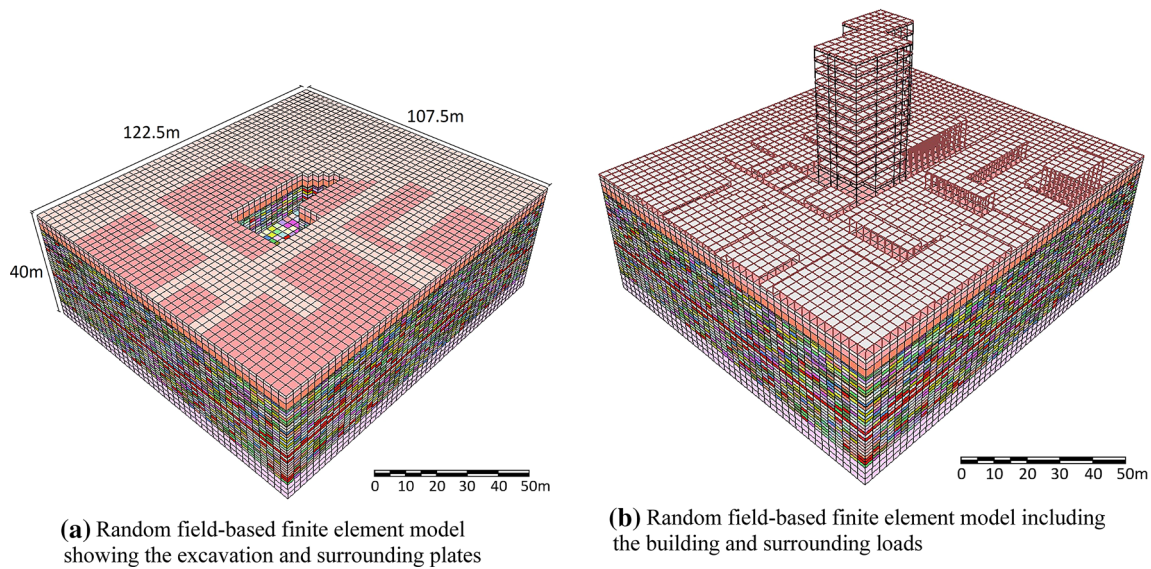 122.5m
107.5m
40m
0 10 20 30 40 50m
(a) Random field-based finite element model
showing the excavation and surrounding plates
0 10 20 30 40 50m
(b) Random field-based finite element model including
the building and surrounding loads